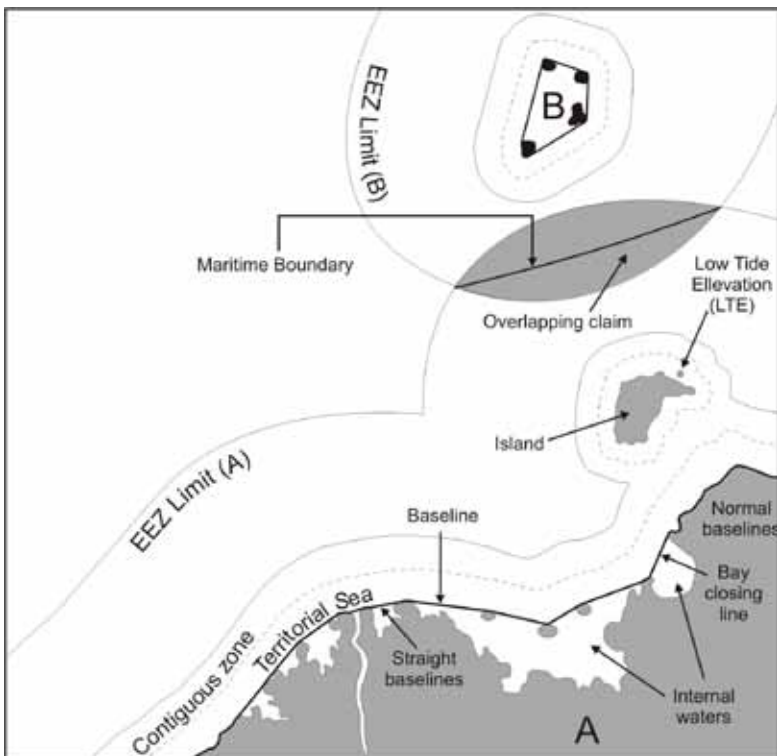 EEZ Limit (B)
B
Maritime Boundary
Low Tide
Ellevation
(LTE)
Overlapping claim
Island
EEZ Limit (A)
Baseline
Normal
baselines
Bay
closing
line
Territorial Sea
Contiguous zone
Straight
baselines
Internal
waters
A